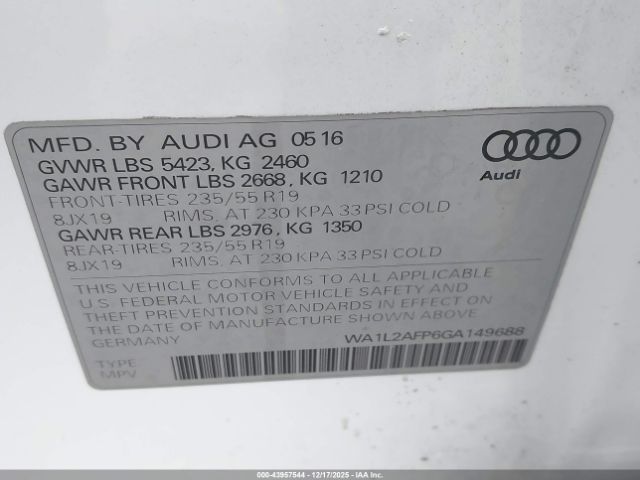 MFD. BY AUDI AG 05 16
GVWR LBS 5423, KG 2460
GAWR FRONT LBS 2668, KG 1210
FRONT-TIRES 235/55 R19
8JX19 RIMS, AT 230 KPA 33 PSI COLD
GAWR REAR LBS 2976, KG 1350
REAR-TIRES 235/55 R19
8JX19 RIMS, AT 230 KPA 33 PSI COLD
Audi
THIS VEHICLE CONFORMS TO ALL APPLICABLE
U.S. FEDERAL MOTOR VEHICLE SAFETY AND
THEFT PREVENTION STANDARDS IN EFFECT ON
THE DATE OF MANUFACTURE SHOWN ABOVE
GERMANY
WA1L2AFP6GA149688
TYPE:
MPV
#000-43957544 - 12/17/2025 - IAAI.COM